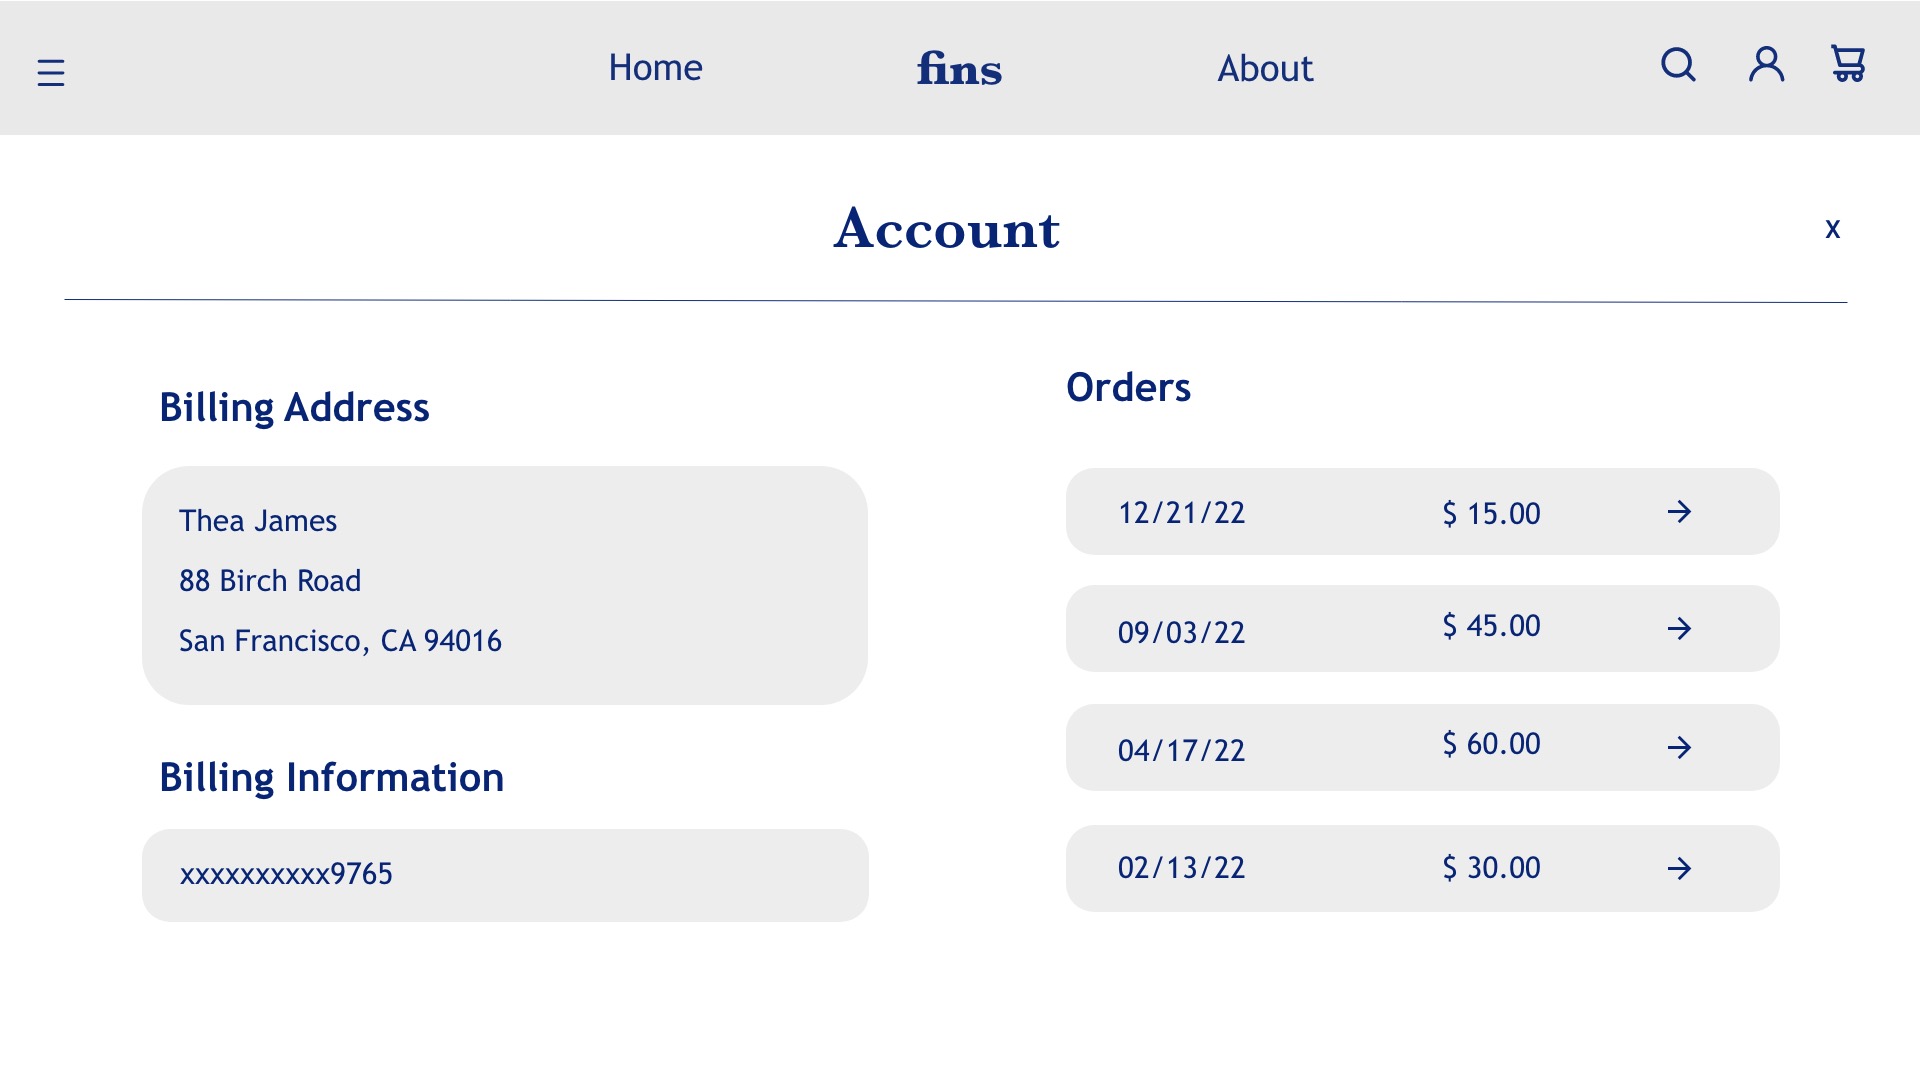 Home
fins
About
Account
x
Billing Address
Thea James
88 Birch Road
San Francisco, CA 94016
Billing Information
xxxxxxxxxx9765
Orders
12/21/22 $ 15.00
09/03/22 $ 45.00
04/17/22 $ 60.00
02/13/22 $ 30.00